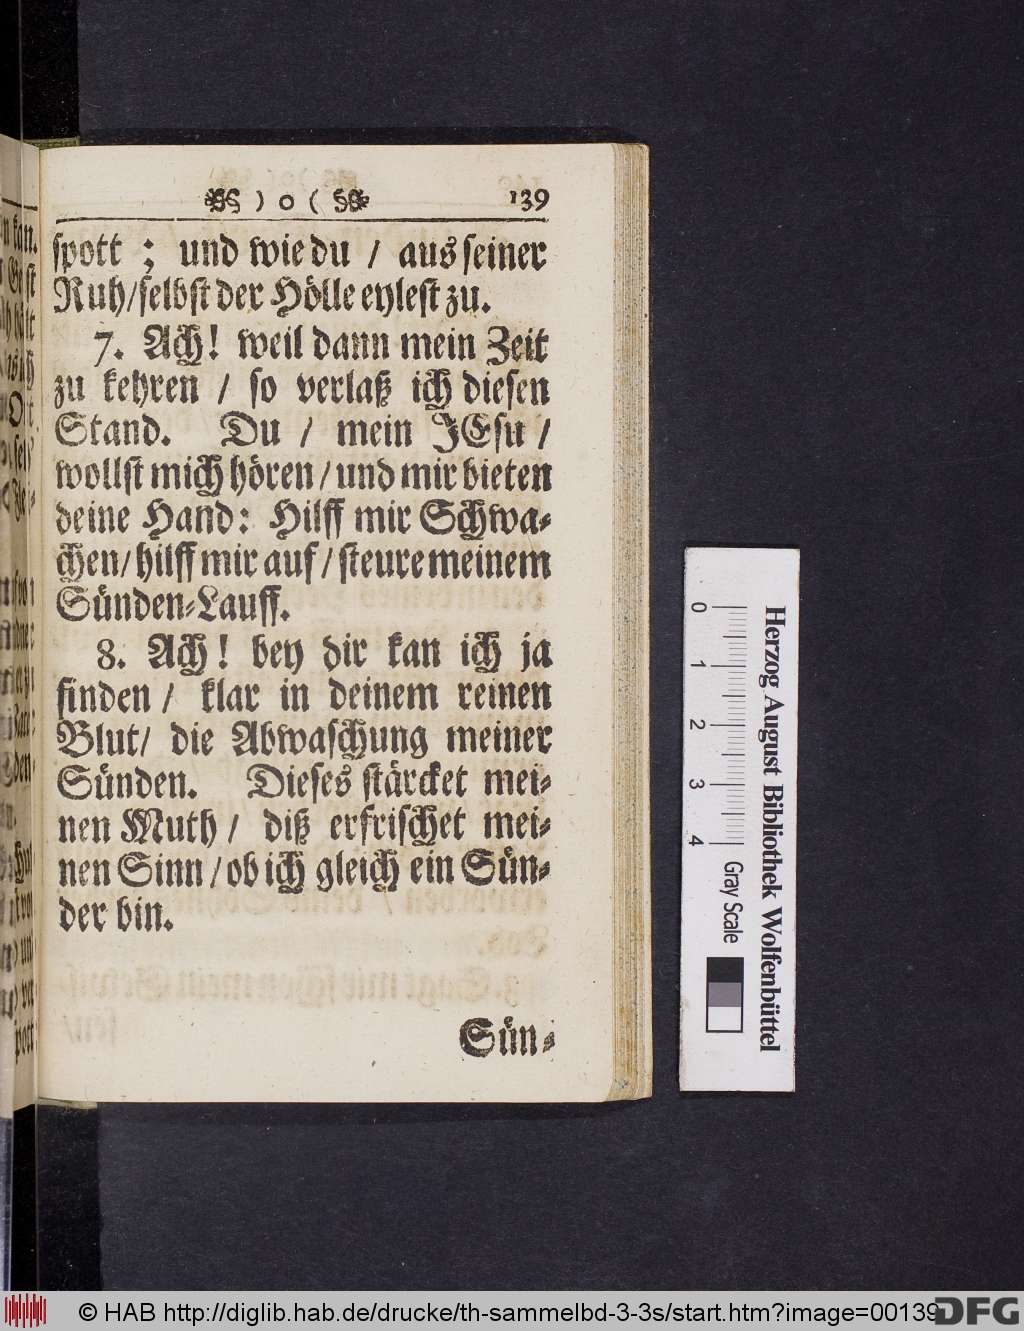 ) o ( 139
spott ; und wie du / aus seiner
Ruh/selbst der Hölle eylest zu.
7. Ach! weil dann mein Zeit
zu kehren / so verlaß ich diesen
Stand. Du / mein JEsu /
wollst mich hören / und mir bieten
deine Hand: Hilff mir Schwa-
chen/ hilff mir auf / steure meinem
Sünden-Lauff.
8. Ach! bey dir kan ich ja
finden / klar in deinem reinen
Blut/ die Abwaschung meiner
Sünden. Dieses stärcket mei-
nen Muth / diß erfrischet mei-
nen Sinn / ob ich gleich ein Sün-
der bin.
Sün-
Herzog August Bibliothek Wolfenbüttel
0 1 2 3 4 Gray Scale
© HAB http://diglib.hab.de/drucke/th-sammelbd-3-3s/start.htm?image=00139
DFG